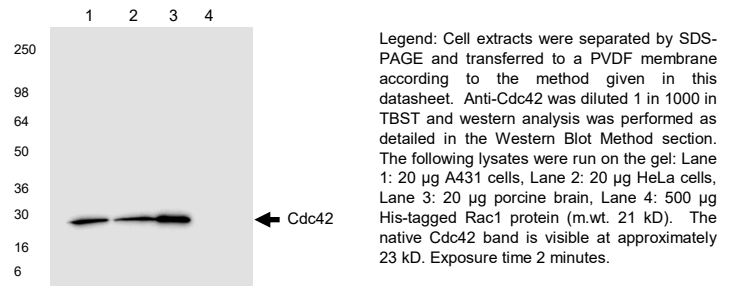 1 2 3 4
250
98
64
50
36
30
16
6
Cdc42
Legend: Cell extracts were separated by SDS-
PAGE and transferred to a PVDF membrane
according to the method given in this
datasheet. Anti-Cdc42 was diluted 1 in 1000 in
TBST and western analysis was performed as
detailed in the Western Blot Method section.
The following lysates were run on the gel: Lane
1: 20 µg A431 cells, Lane 2: 20 µg HeLa cells,
Lane 3: 20 µg porcine brain, Lane 4: 500 µg
His-tagged Rac1 protein (m.wt. 21 kD). The
native Cdc42 band is visible at approximately
23 kD. Exposure time 2 minutes.